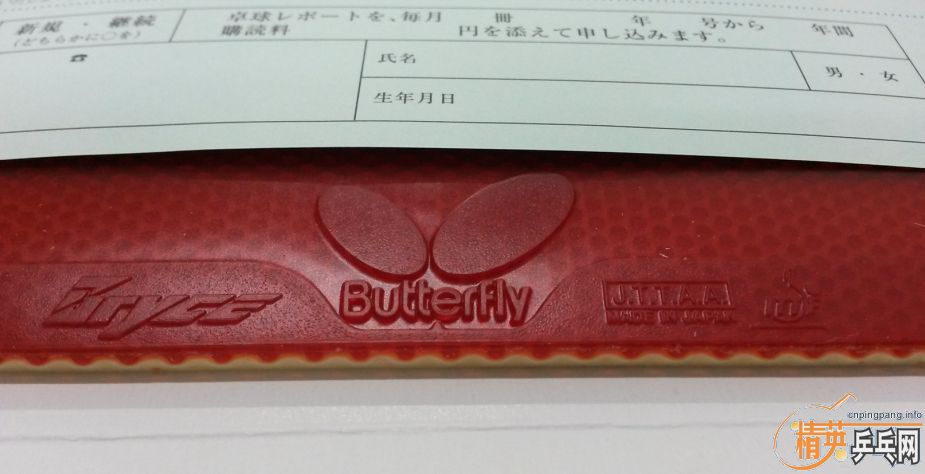 新規・継続
(どちらかに○を)
卓球レポートを、毎月 冊 年 号から 年間
購読料 円を添えて申し込みます。
☎
氏名
男・女
生年月日
Bryce
Butterfly
J.T.T.A.A.
MADE IN JAPAN
cnpingpang.info
精英乒乓网